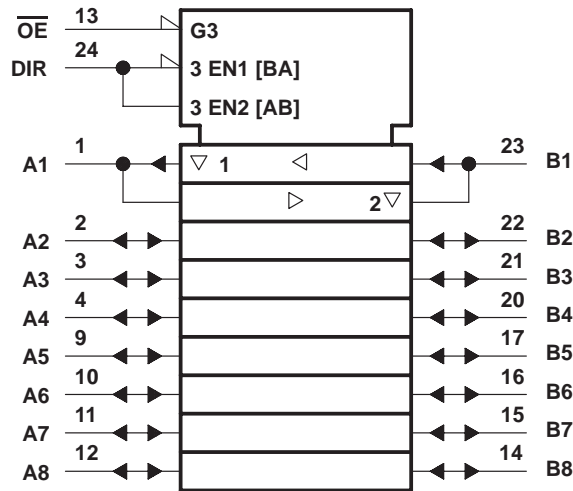 OE 13 G3
DIR 24 3 EN1 [BA]
3 EN2 [AB]
A1 1 1 23 B1
2
A2 2 22 B2
A3 3 21 B3
A4 4 20 B4
A5 9 17 B5
A6 10 16 B6
A7 11 15 B7
A8 12 14 B8